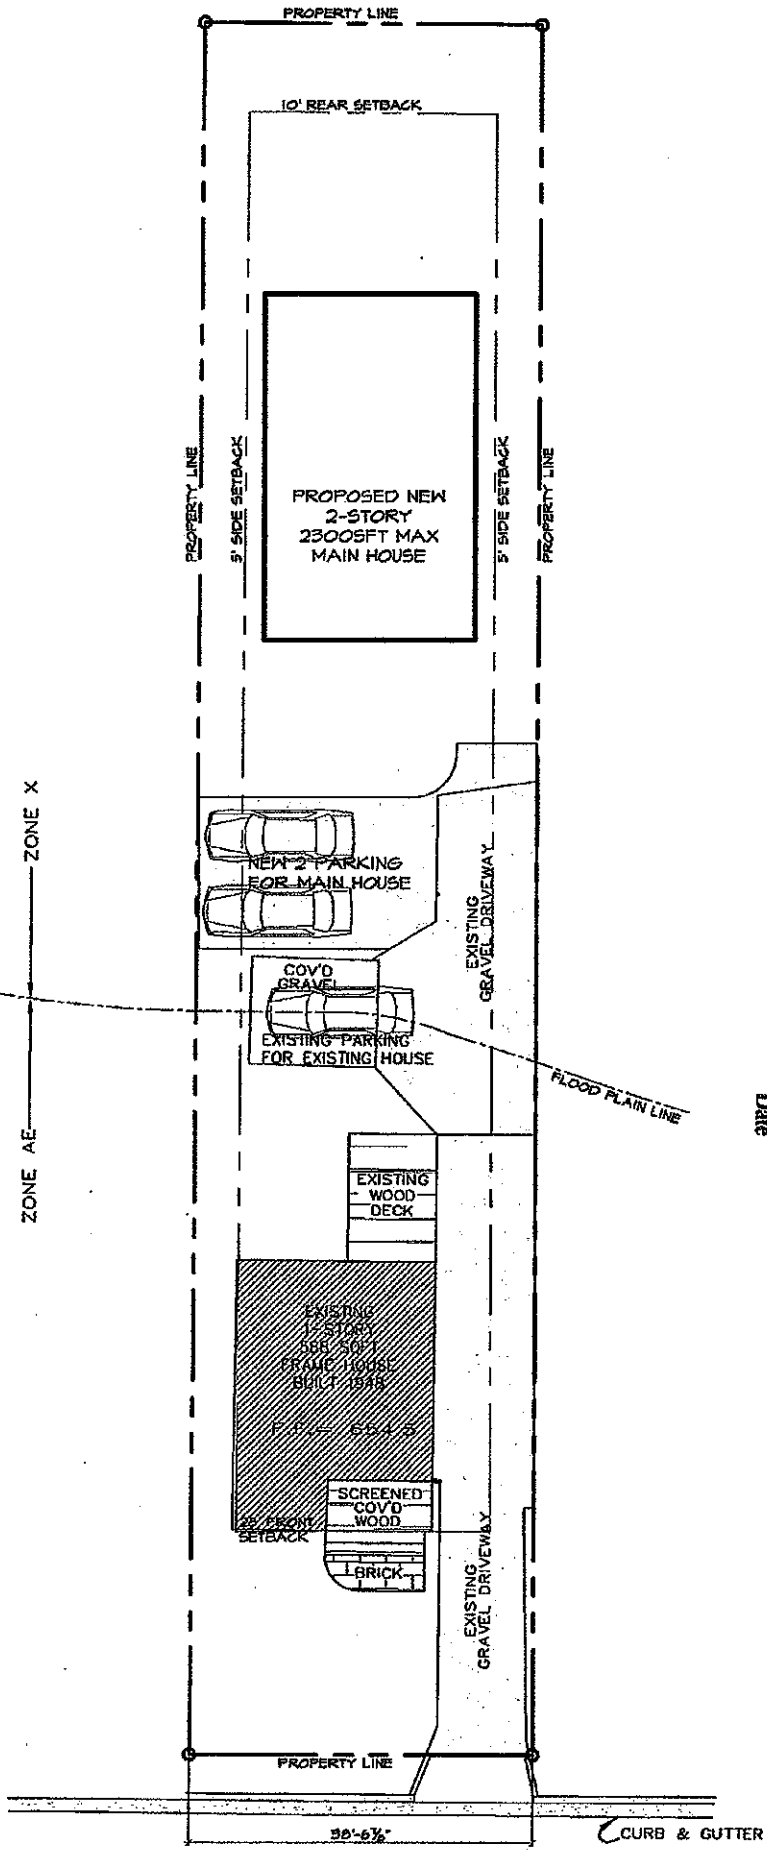 PROPERTY LINE
10' REAR SETBACK
PROPERTY LINE
5' SIDE SETBACK
5' SIDE SETBACK
PROPERTY LINE
PROPOSED NEW
2-STORY
2300SFT MAX
MAIN HOUSE
ZONE X
ZONE AE
NEW 2 PARKING
FOR MAIN HOUSE
EXISTING
GRAVEL DRIVEWAY
COV'D
GRAVEL
EXISTING PARKING
FOR EXISTING HOUSE
FLOOD PLAIN LINE
Date
EXISTING
WOOD
DECK
EXISTING
1-STORY
SQFT
FRAME HOUSE
BUILT 1948
SCREENED
COV'D
WOOD
FRONT
SETBACK
BRICK
EXISTING
GRAVEL DRIVEWAY
PROPERTY LINE
CURB & GUTTER